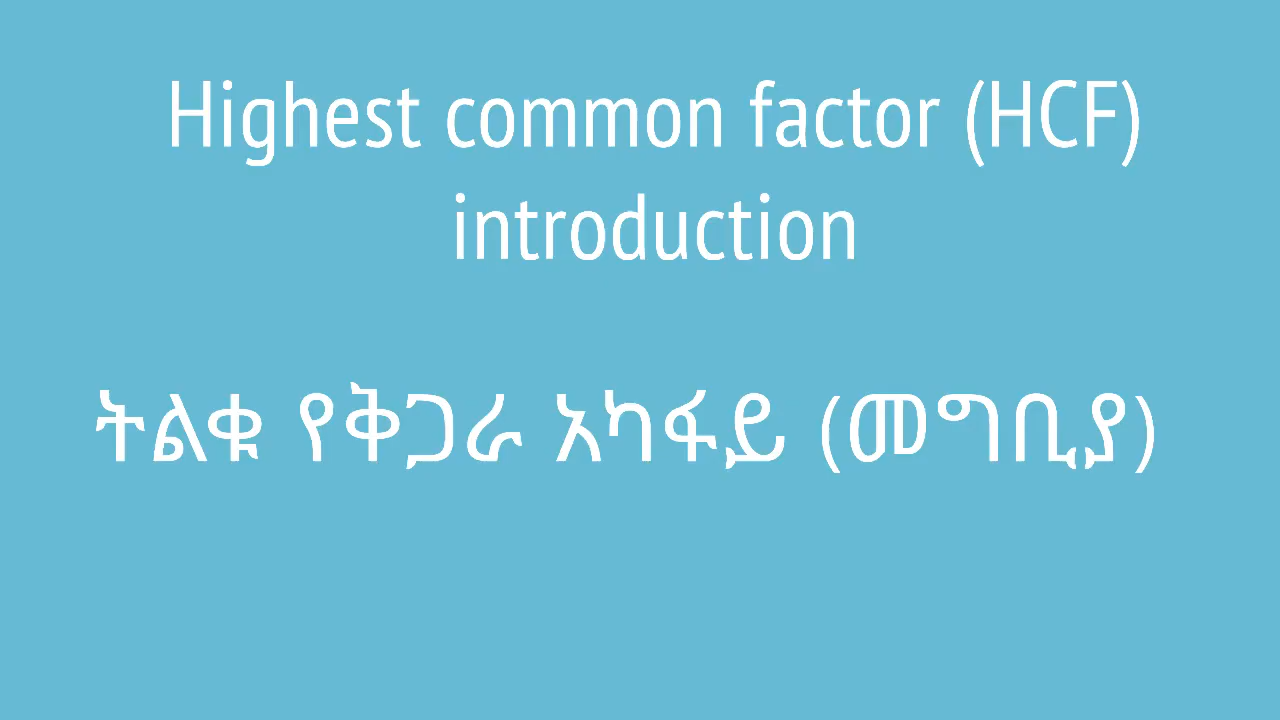 Highest common factor (HCF)
introduction
ትልቁ የቅጋራ አካፋይ (መግቢያ)